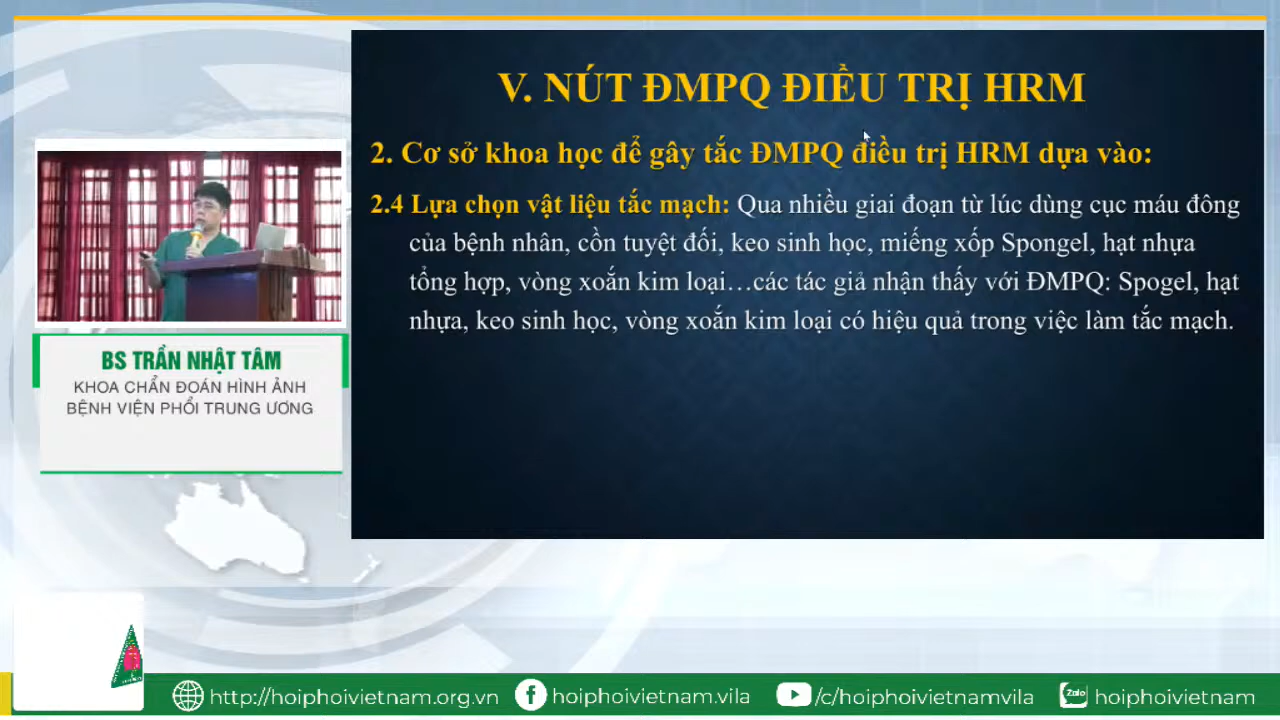 V. NÚT ĐMPQ ĐIỀU TRỊ HRM
2. Cơ sở khoa học để gây tắc ĐMPQ điều trị HRM dựa vào:
2.4 Lựa chọn vật liệu tắc mạch: Qua nhiều giai đoạn từ lúc dùng cục máu đông
của bệnh nhân, cồn tuyệt đối, keo sinh học, miếng xốp Spongel, hạt nhựa
tổng hợp, vòng xoắn kim loại…các tác giả nhận thấy với ĐMPQ: Spogel, hạt
nhựa, keo sinh học, vòng xoắn kim loại có hiệu quả trong việc làm tắc mạch.
BS TRẦN NHẬT TÂM
KHOA CHẨN ĐOÁN HÌNH ẢNH
BỆNH VIỆN PHỔI TRUNG ƯƠNG
http://hoiphoivietnam.org.vn
hoiphoivietnam.vila
/c/hoiphoivietnamvila
Zalo
hoiphoivietnam